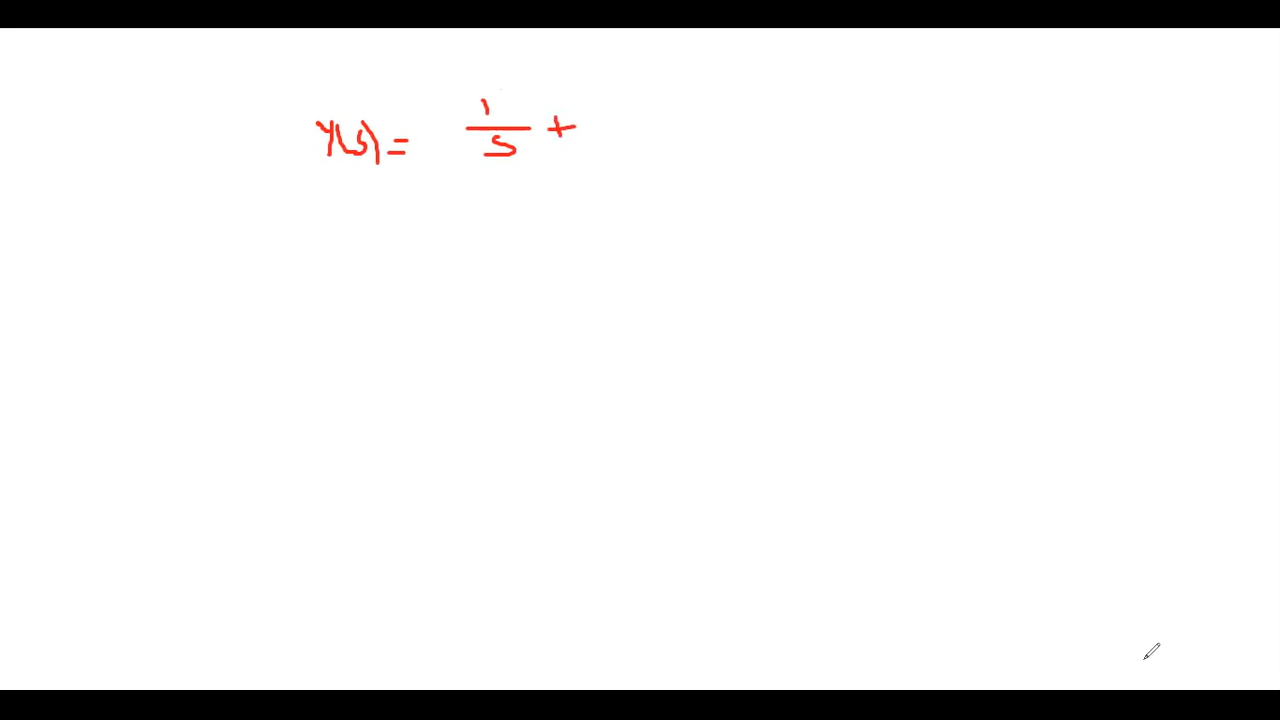 Y(s) = 1/s +